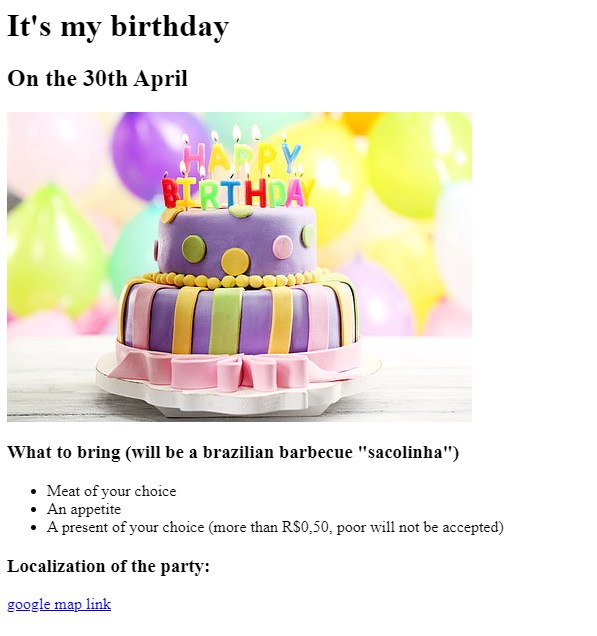 It's my birthday
On the 30th April
HAPPY
BIRTHDAY
What to bring (will be a brazilian barbecue "sacolinha")
Meat of your choice
An appetite
A present of your choice (more than R$0,50, poor will not be accepted)
Localization of the party:
google map link